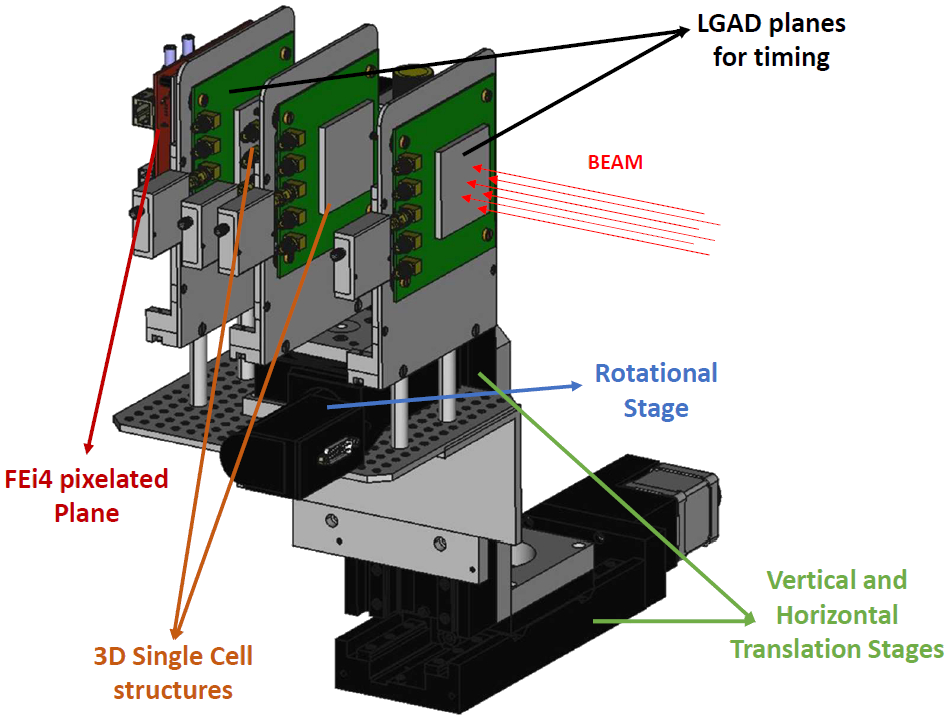 LGAD planes
for timing
BEAM
Rotational
Stage
FEi4 pixelated
Plane
Vertical and
Horizontal
Translation Stages
3D Single Cell
structures